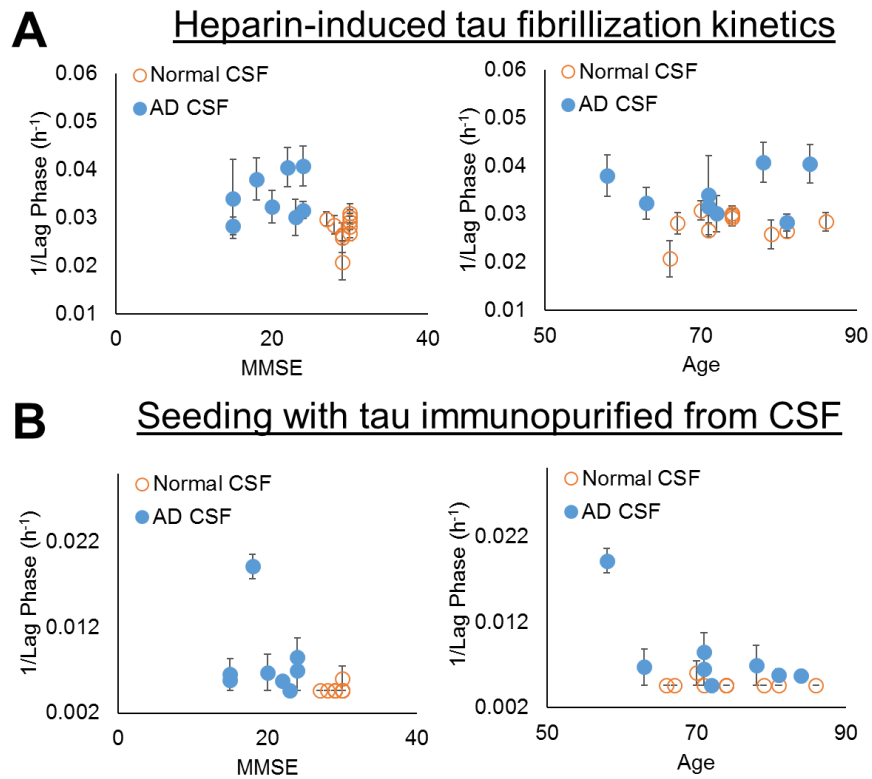 A
Heparin-induced tau fibrillization kinetics
0.06
0.05
0.04
0.03
0.02
0.01
1/Lag Phase (h-1)
Normal CSF
AD CSF
0
20
40
MMSE
0.06
0.05
0.04
0.03
0.02
0.01
1/Lag Phase (h-1)
Normal CSF
AD CSF
50
70
90
Age
B
Seeding with tau immunopurified from CSF
0.022
0.012
0.002
1/Lag Phase (h-1)
Normal CSF
AD CSF
0
20
40
MMSE
0.022
0.012
0.002
1/Lag Phase (h-1)
Normal CSF
AD CSF
50
70
90
Age